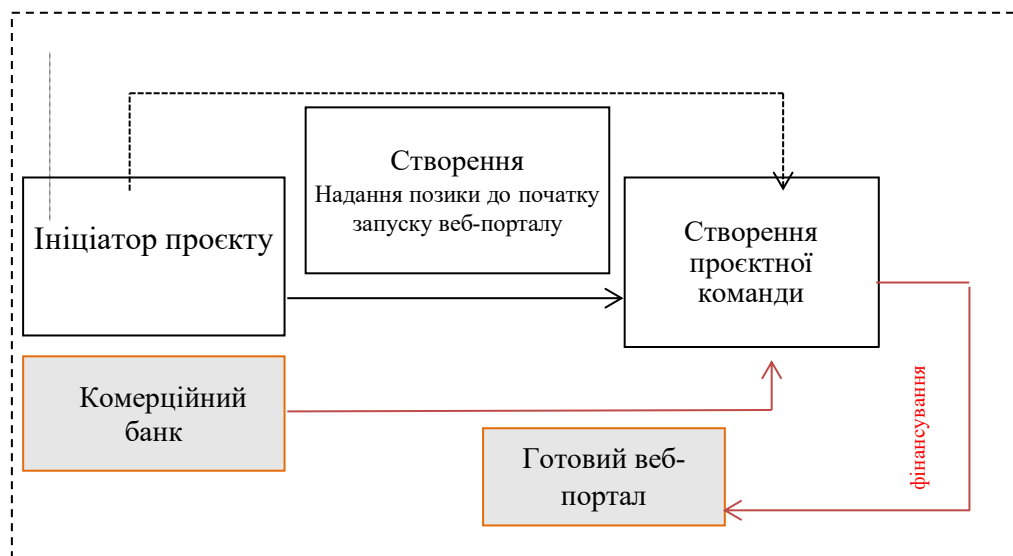 Створення
Надання позики до початку
запуску веб-порталу
Ініціатор проєкту
Створення
проєктної
команди
Комерційний
банк
Готовий веб-
портал
фінансування